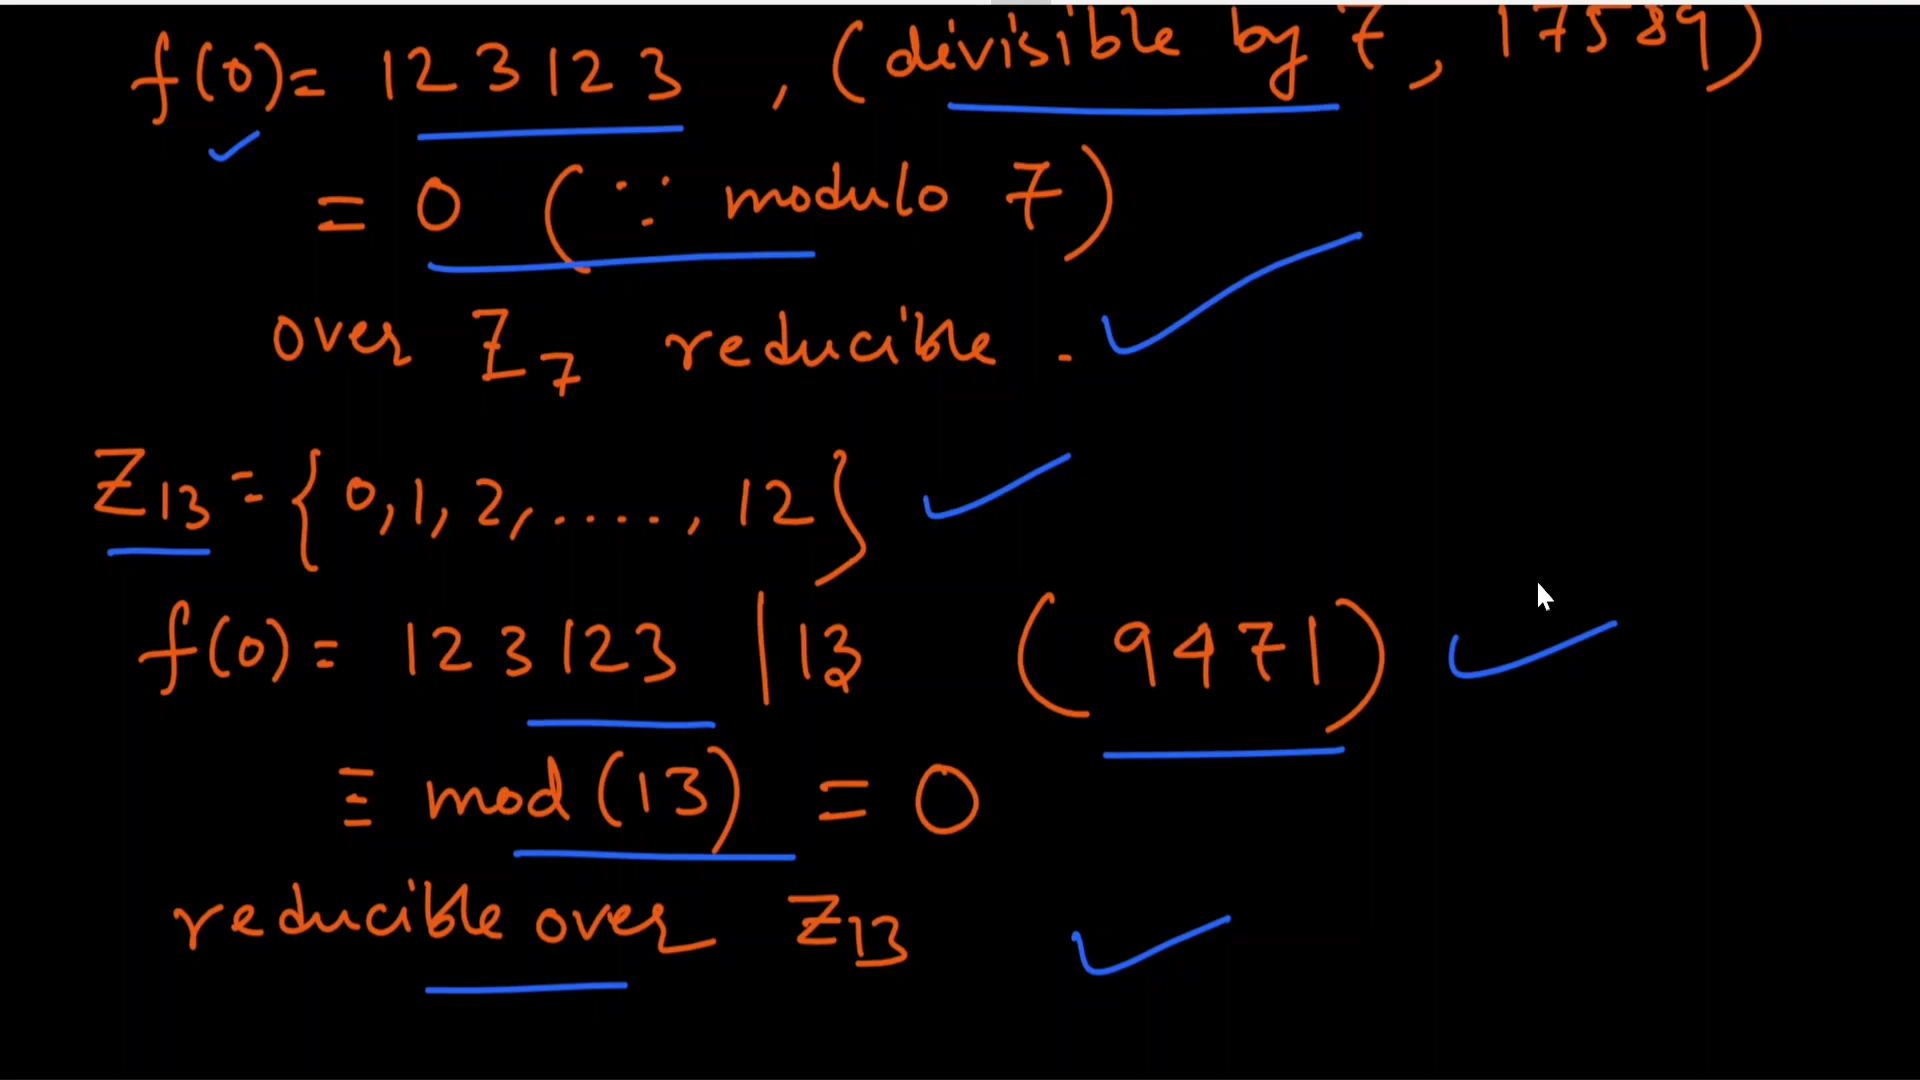 f(0)= 123123 , (divisible by 7, 17589)
= 0 (∵ modulo 7)
over Z₇ reducible.
Z₁₃ = {0,1,2,....,12}
f(0)= 123123 | 13 (9471)
≡ mod(13) = 0
reducible over Z₁₃